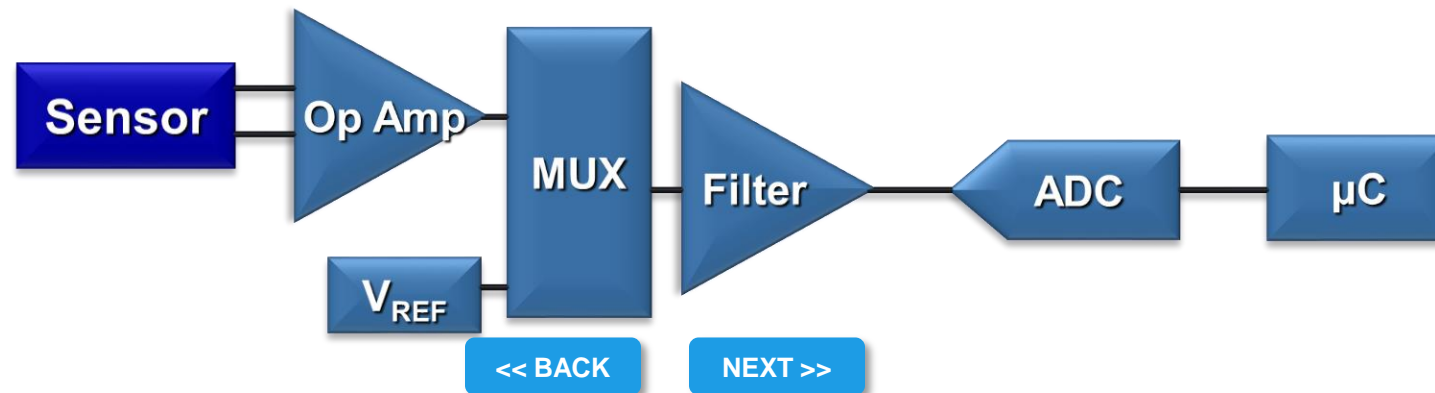 Sensor
Op Amp
MUX
Filter
ADC
µC
VREF
<< BACK
NEXT >>